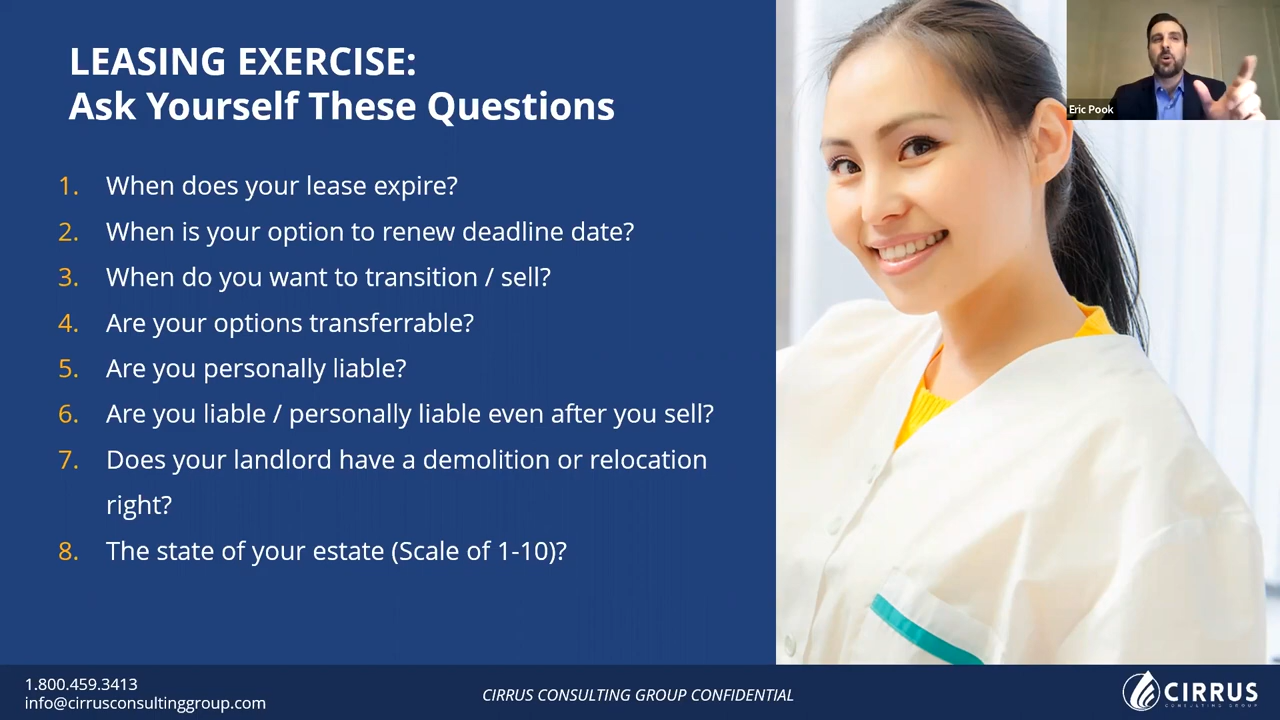 LEASING EXERCISE:
Ask Yourself These Questions
1. When does your lease expire?
2. When is your option to renew deadline date?
3. When do you want to transition / sell?
4. Are your options transferrable?
5. Are you personally liable?
6. Are you liable / personally liable even after you sell?
7. Does your landlord have a demolition or relocation
right?
8. The state of your estate (Scale of 1-10)?
Eric Pook
1.800.459.3413
info@cirrusconsultinggroup.com
CIRRUS CONSULTING GROUP CONFIDENTIAL
CIRRUS
CONSULTING GROUP